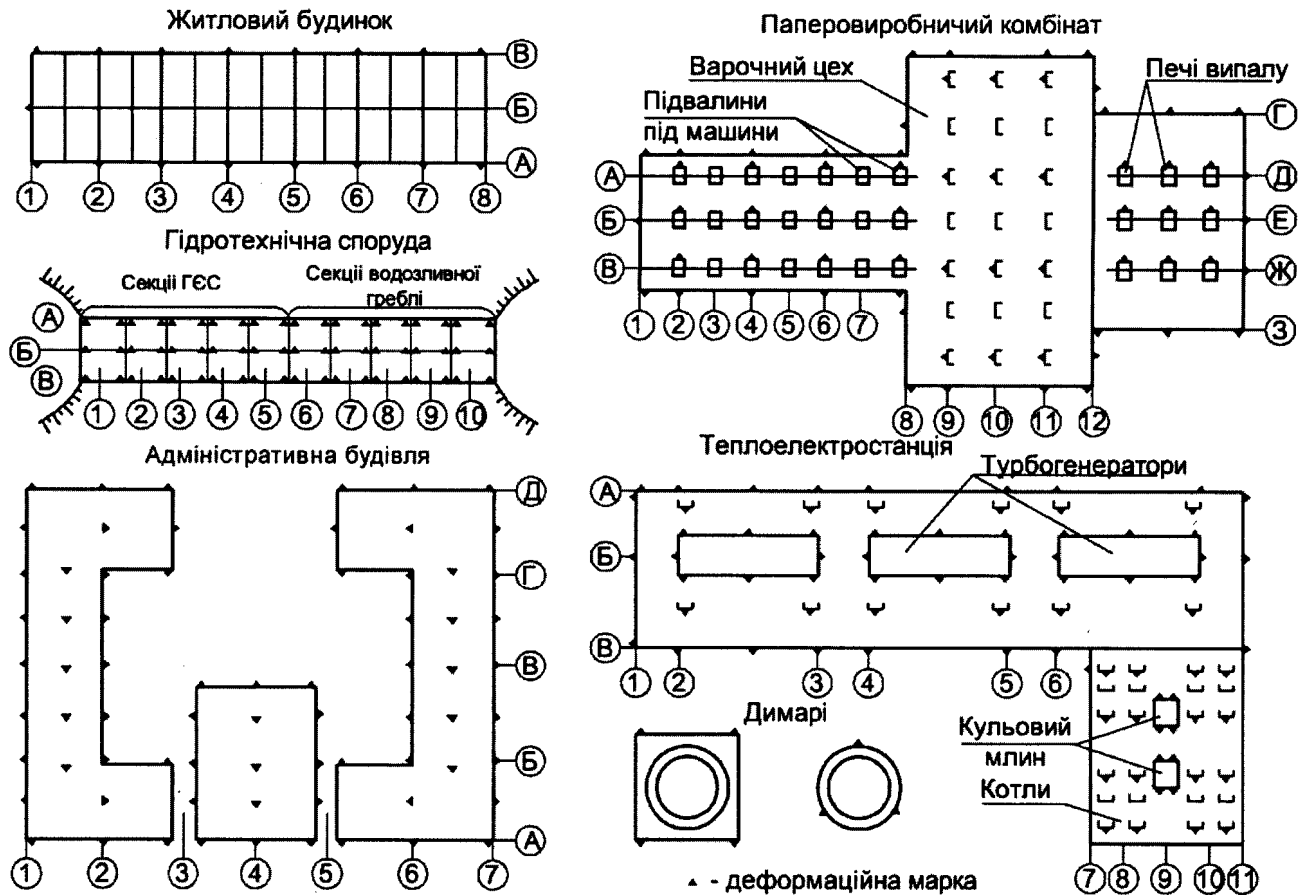 Житловий будинок
В
Б
А
1 2 3 4 5 6 7 8
Гідротехнічна споруда
Секції ГЄС
Секції водозливної
греблі
А
Б
В
1 2 3 4 5 6 7 8 9 10
Адміністративна будівля
Д
Г
В
Б
А
1 2 3 4 5 6 7
Паперовиробничий комбінат
Варочний цех
Печі випалу
Підвалини
під машини
А
Б
В
Г
Д
Е
Ж
З
1 2 3 4 5 6 7
8 9 10 11 12
Теплоелектростанція
Турбогенератори
А
Б
В
1 2 3 4 5 6
Димарі
Кульовий
млин
Котли
7 8 9 10 11
- деформаційна марка